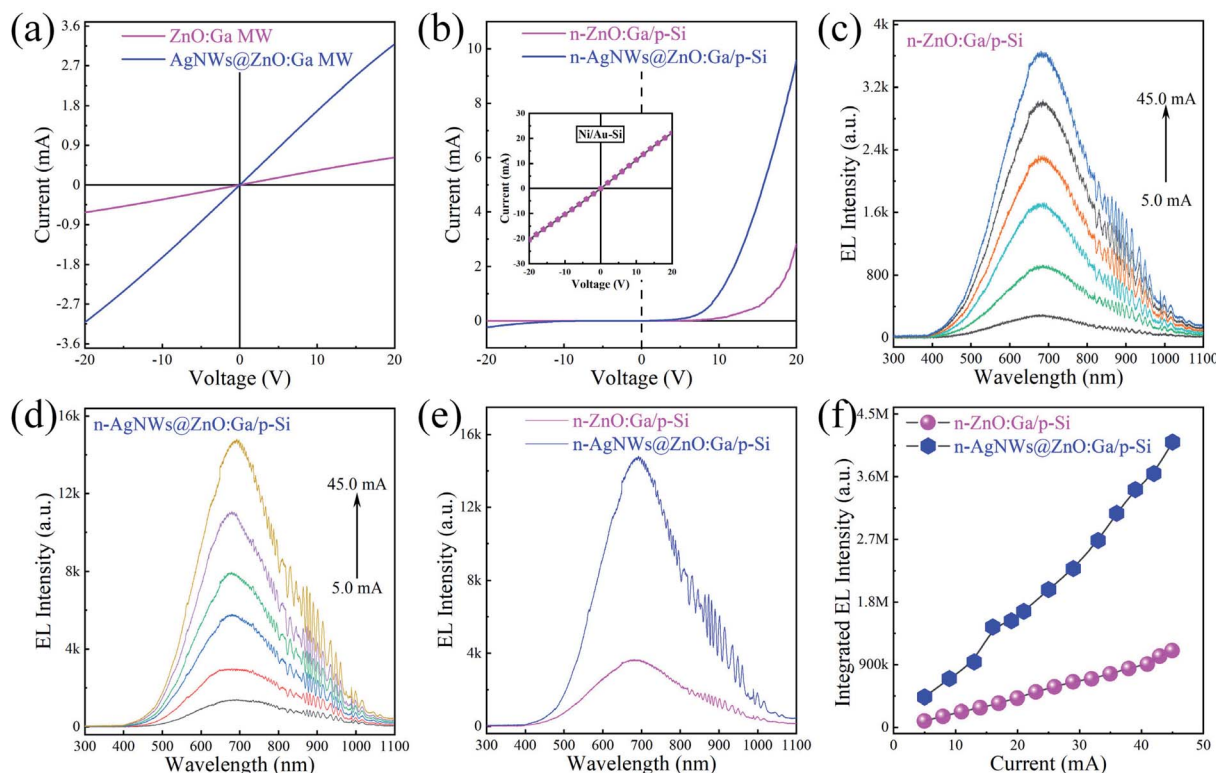 (a)
ZnO:Ga MW
AgNWs@ZnO:Ga MW
Current (mA)
3.6
2.7
1.8
0.9
0
-0.9
-1.8
-2.7
-3.6
-20 -10 0 10 20
Voltage (V)
(b)
n-ZnO:Ga/p-Si
n-AgNWs@ZnO:Ga/p-Si
Current (mA)
10
8
6
4
2
0
-20 -10 0 10 20
Voltage (V)
Ni/Au-Si
Current (mA)
30
20
10
0
-10
-20
-30
-20 -10 0 10 20
Voltage (V)
(c)
n-ZnO:Ga/p-Si
45.0 mA
5.0 mA
EL Intensity (a.u.)
4k
3.2k
2.4k
1.6k
800
0
300 400 500 600 700 800 900 1000 1100
Wavelength (nm)
(d)
n-AgNWs@ZnO:Ga/p-Si
45.0 mA
5.0 mA
EL Intensity (a.u.)
16k
12k
8k
4k
0
300 400 500 600 700 800 900 1000 1100
Wavelength (nm)
(e)
n-ZnO:Ga/p-Si
n-AgNWs@ZnO:Ga/p-Si
EL Intensity (a.u.)
16k
12k
8k
4k
0
300 400 500 600 700 800 900 1000 1100
Wavelength (nm)
(f)
n-ZnO:Ga/p-Si
n-AgNWs@ZnO:Ga/p-Si
Integrated EL Intensity (a.u.)
4.5M
3.6M
2.7M
1.8M
900k
0
0 10 20 30 40 50
Current (mA)